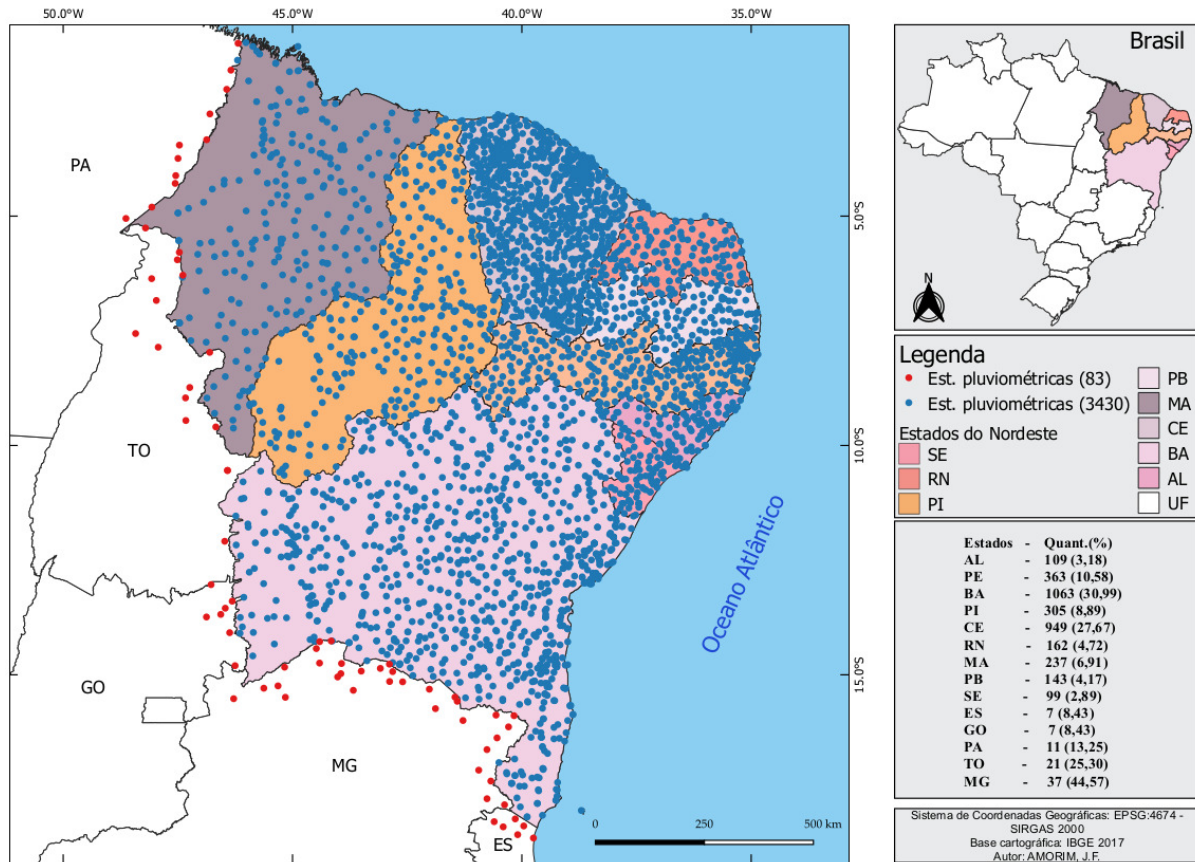 50.0°W 45.0°W 40.0°W 35.0°W
5.0°S
10.0°S
15.0°S
PA
TO
GO
MG
ES
Oceano Atlântico
0 250 500 km
Brasil
N
Legenda
Est. pluviométricas (83)
Est. pluviométricas (3430)
Estados do Nordeste
SE
RN
PI
PB
MA
CE
BA
AL
UF
Estados - Quant.(%)
AL - 109 (3,18)
PE - 363 (10,58)
BA - 1063 (30,99)
PI - 305 (8,89)
CE - 949 (27,67)
RN - 162 (4,72)
MA - 237 (6,91)
PB - 143 (4,17)
SE - 99 (2,89)
ES - 7 (8,43)
GO - 7 (8,43)
PA - 11 (13,25)
TO - 21 (25,30)
MG - 37 (44,57)
Sistema de Coordenadas Geográficas: EPSG:4674 -
SIRGAS 2000
Base cartográfica: IBGE 2017
Autor: AMORIM, J.F.